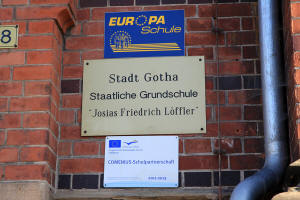 8
EUROPA
Schule
Stadt Gotha
Staatliche Grundschule
"Josias Friedrich Löffler"
COMENIUS-Schulpartnerschaft